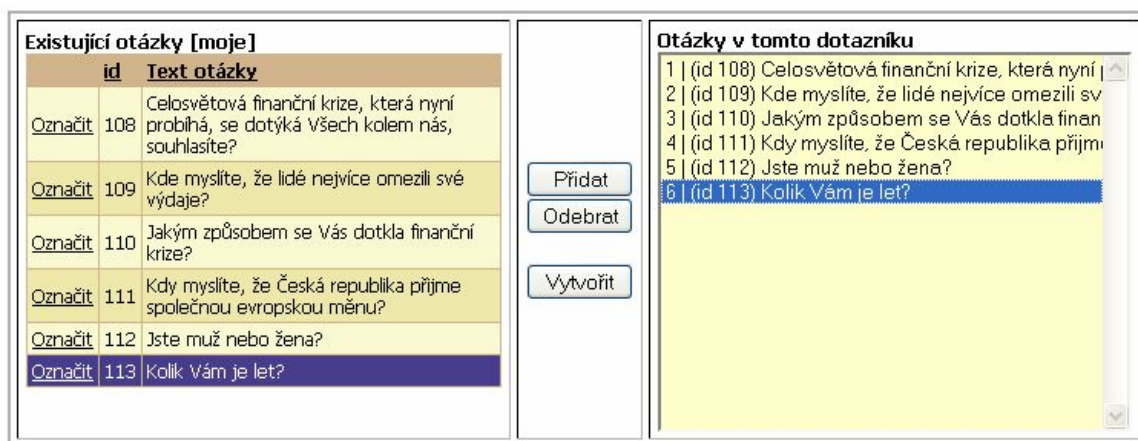 Existující otázky [moje]
id Text otázky
Označit 108 Celosvětová finanční krize, která nyní
probíhá, se dotýká Všech kolem nás,
souhlasíte?
Označit 109 Kde myslíte, že lidé nejvíce omezili své
výdaje?
Označit 110 Jakým způsobem se Vás dotkla finanční
krize?
Označit 111 Kdy myslíte, že Česká republika přijme
společnou evropskou měnu?
Označit 112 Jste muž nebo žena?
Označit 113 Kolik Vám je let?
Přidat
Odebrat
Vytvořit
Otázky v tomto dotazníku
1 | (id 108) Celosvětová finanční krize, která nyní
2 | (id 109) Kde myslíte, že lidé nejvíce omezili sv
3 | (id 110) Jakým způsobem se Vás dotkla finan
4 | (id 111) Kdy myslíte, že Česká republika přijme
5 | (id 112) Jste muž nebo žena?
6 | (id 113) Kolik Vám je let?